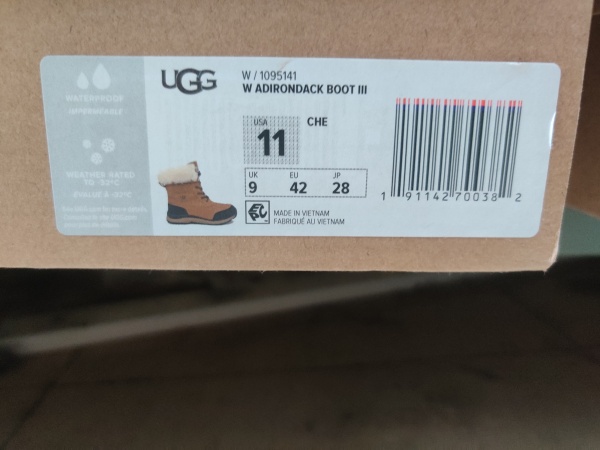 WATERPROOF
IMPERMÉABLE
WEATHER RATED
TO -32°C
ÉVALUÉ À -32°C
UGG
W / 1095141
W ADIRONDACK BOOT III
USA
11
CHE
UK
9
EU
42
JP
28
MADE IN VIETNAM
FABRIQUÉ AU VIETNAM
1 91142 70038 2